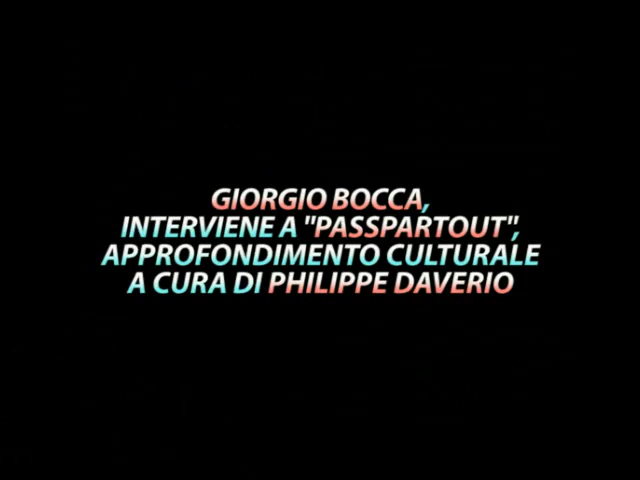 GIORGIO BOCCA,
INTERVIENE A "PASSPARTOUT",
APPROFONDIMENTO CULTURALE
A CURA DI PHILIPPE DAVERIO